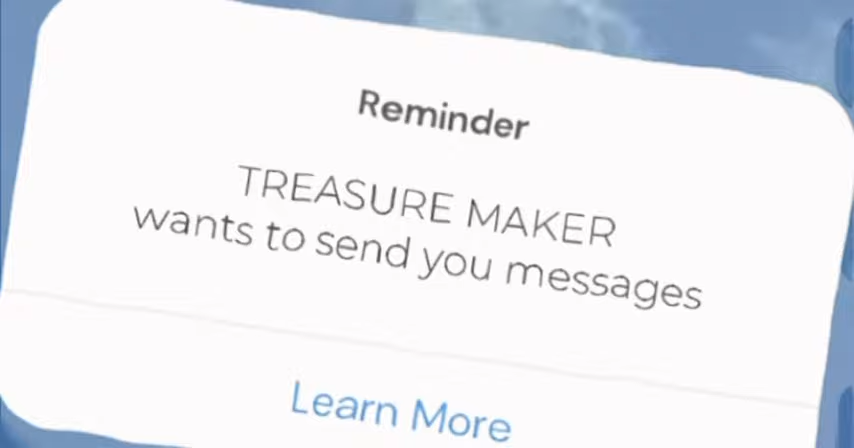 Reminder
TREASURE MAKER
wants to send you messages
Learn More